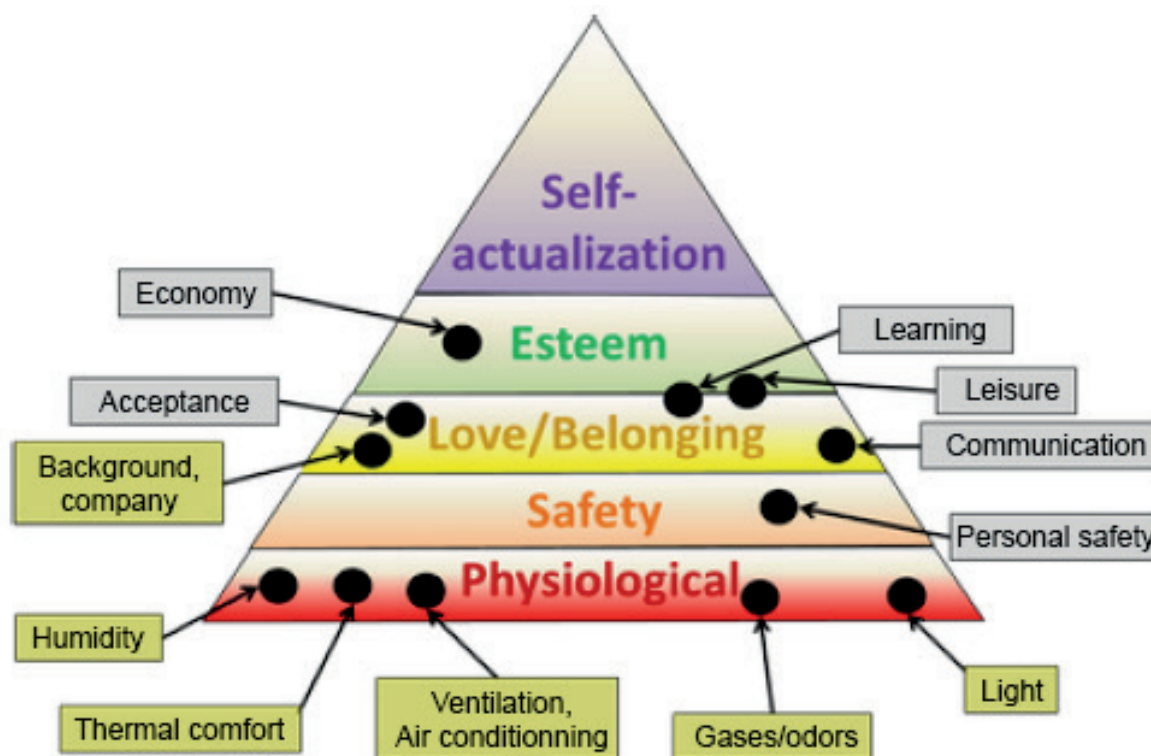 Self-
actualization
Economy
Esteem
Learning
Leisure
Acceptance
Love/Belonging
Communication
Background,
company
Safety
Personal safety
Physiological
Humidity
Thermal comfort
Ventilation,
Air conditionning
Gases/odors
Light